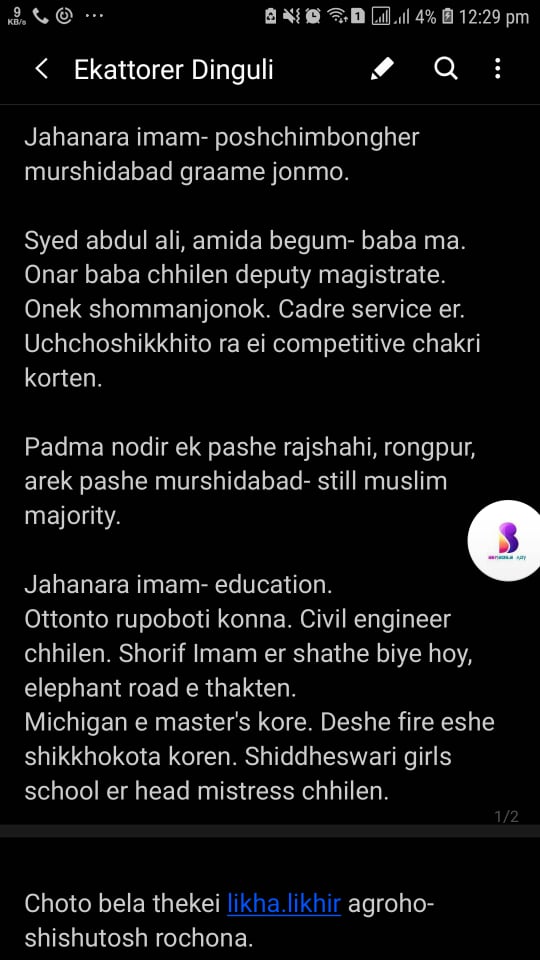 9
KB/s
1
4%
12:29 pm
Ekattorer Dinguli
Jahanara imam- poshchimbongher
murshidabad graame jonmo.
Syed abdul ali, amida begum- baba ma.
Onar baba chhilen deputy magistrate.
Onek shommanjonok. Cadre service er.
Uchchoshikkhito ra ei competitive chakri
korten.
Padma nodir ek pashe rajshahi, rongpur,
arek pashe murshidabad- still muslim
majority.
Jahanara imam- education.
Ottonto rupoboti konna. Civil engineer
chhilen. Shorif Imam er shathe biye hoy,
elephant road e thakten.
Michigan e master's kore. Deshe fire eshe
shikkhokota koren. Shiddheswari girls
school er head mistress chhilen.
1/2
Choto bela thekei likha.likhir agroho-
shishutosh rochona.